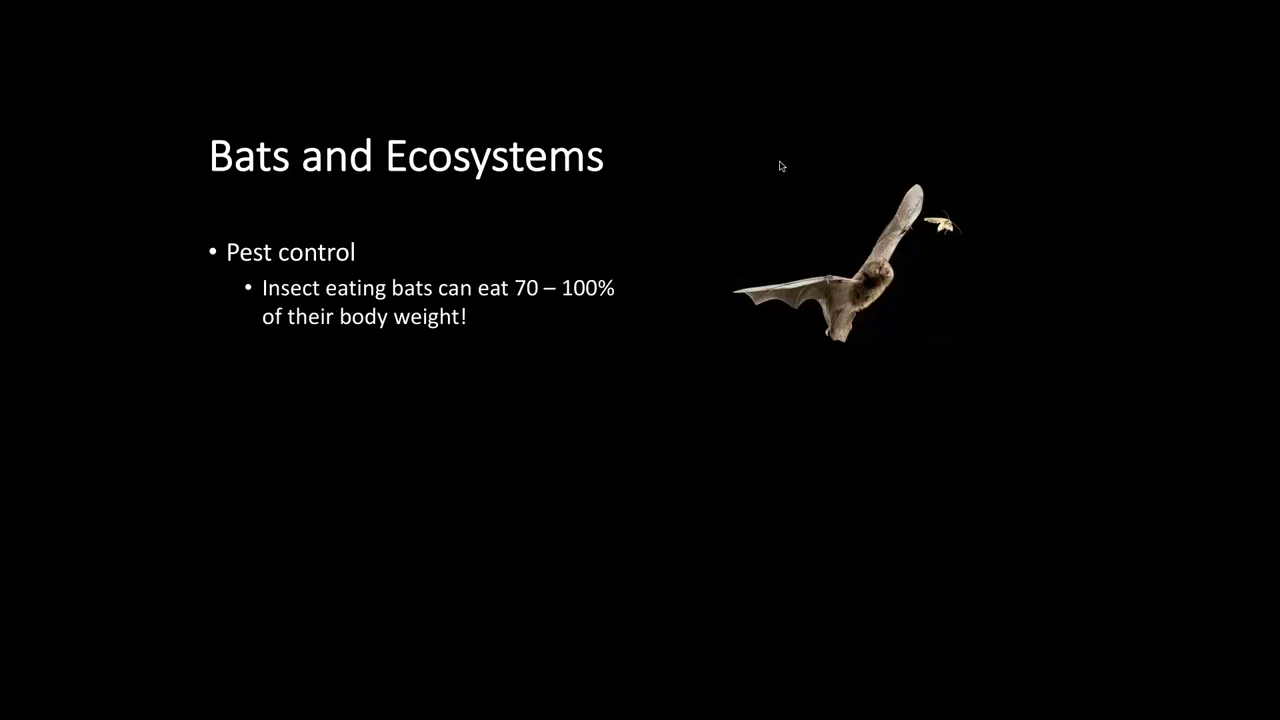 Bats and Ecosystems
• Pest control
• Insect eating bats can eat 70 – 100%
of their body weight!